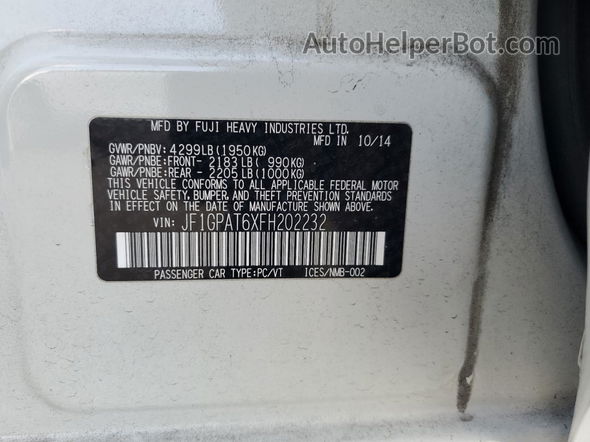 AutoHelperBot.com
MFD BY FUJI HEAVY INDUSTRIES LTD.
MFD IN 10/14
GVWR/PNBV: 4299LB(1950KG)
GAWR/PNBE:FRONT- 2183LB( 990KG)
GAWR/PNBE:REAR - 2205LB(1000KG)
THIS VEHICLE CONFORMS TO ALL APPLICABLE FEDERAL MOTOR
VEHICLE SAFETY, BUMPER, AND THEFT PREVENTION STANDARDS
IN EFFECT ON THE DATE OF MANUFACTURE SHOWN ABOVE.
VIN: JF1GPAT6XFH202232
PASSENGER CAR TYPE:PC/VT ICES/NMB-002